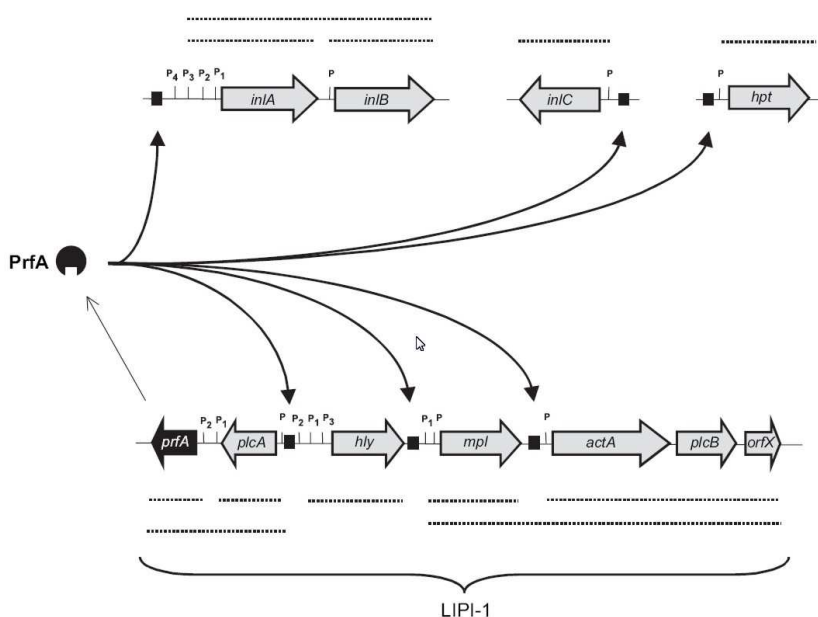 P4 P3 P2 P1 P P P
inlA inlB inlC hpt
PrfA
P2 P1 P P2 P1 P3 P1 P P
prfA plcA hly mpl actA plcB orfX
LIPI-1